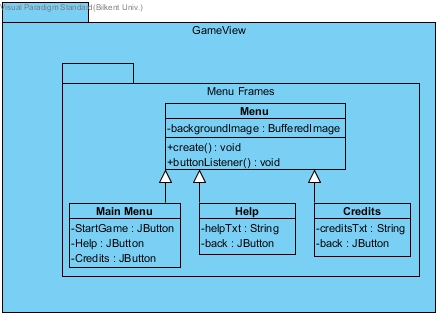 Visual Paradigm Standard(Bilkent Univ.)
GameView
Menu Frames
Menu
-backgroundImage : BufferedImage
+create() : void
+buttonListener() : void
Main Menu
-StartGame : JButton
-Help : JButton
-Credits : JButton
Help
-helpTxt : String
-back : JButton
Credits
-creditsTxt : String
-back : JButton